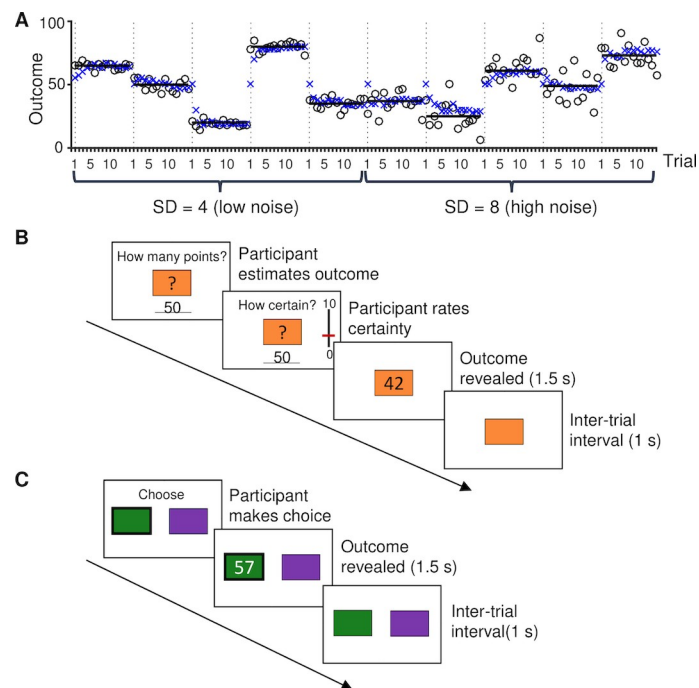 A
100
50
0
Outcome
1 5 10 1 5 10 1 5 10 1 5 10 1 5 10 1 5 10 1 5 10 1 5 10 1 5 10 1 5 10 Trial
SD = 4 (low noise) SD = 8 (high noise)
B
How many points?
?
50
Participant
estimates outcome
How certain? 10
?
50 0
Participant rates
certainty
42
Outcome
revealed (1.5 s)
Inter-trial
interval (1 s)
C
Choose
Participant
makes choice
57
Outcome
revealed (1.5 s)
Inter-trial
interval(1 s)